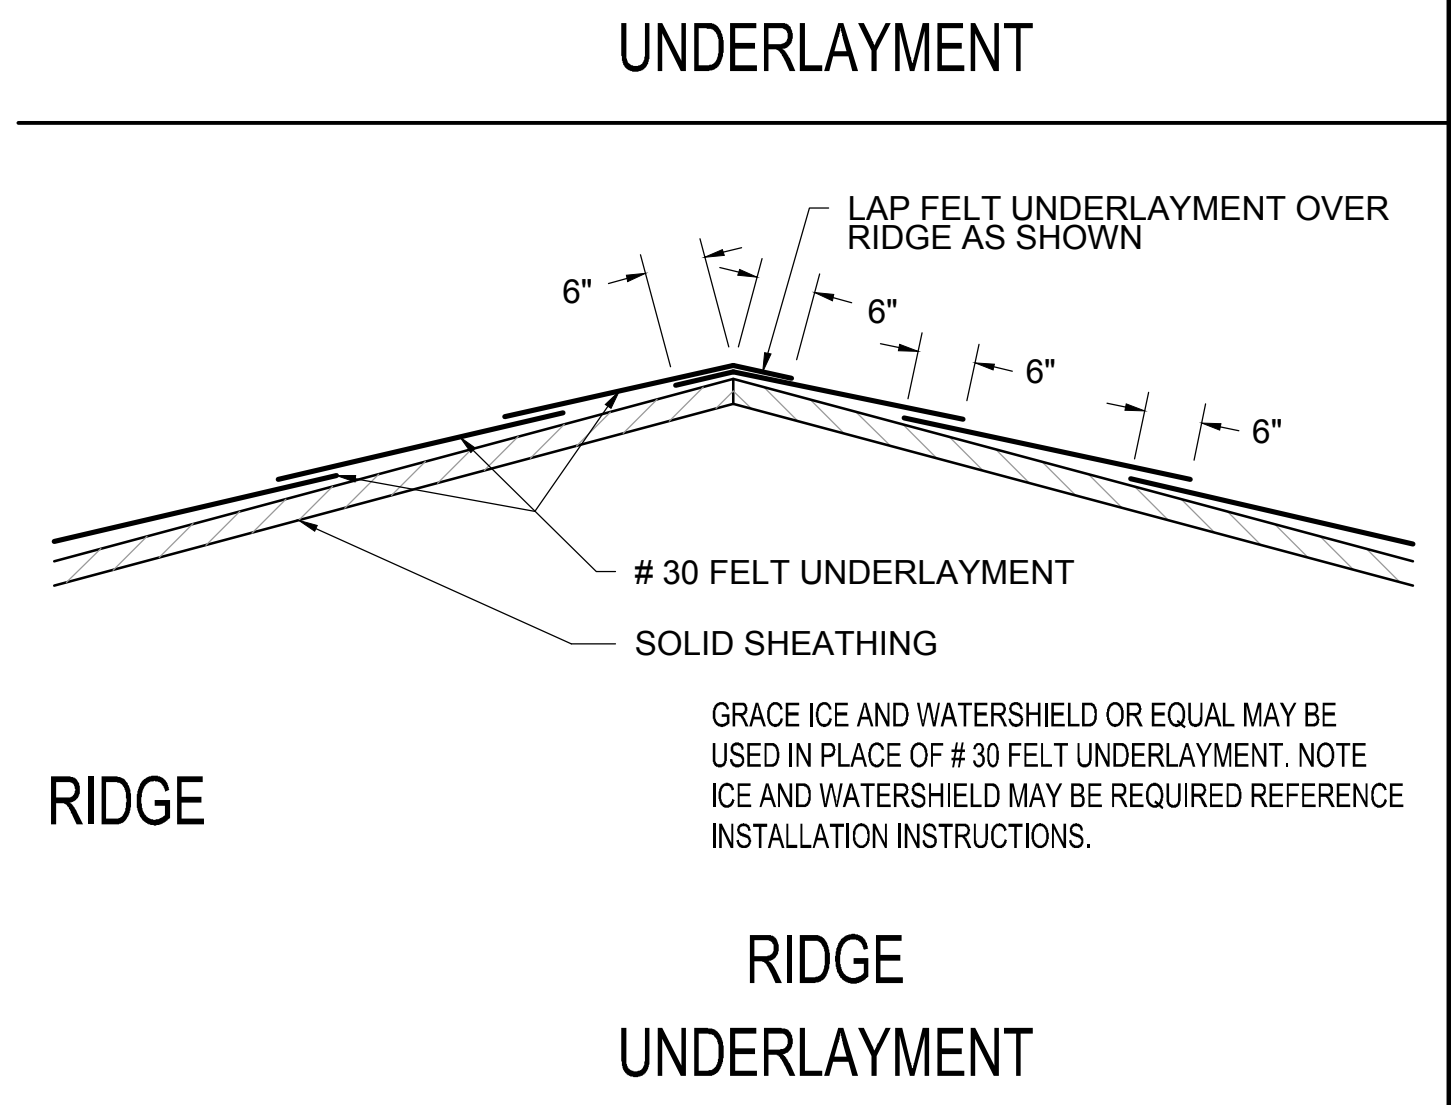 UNDERLAYMENT
LAP FELT UNDERLAYMENT OVER
RIDGE AS SHOWN
6"
6"
6"
6"
# 30 FELT UNDERLAYMENT
SOLID SHEATHING
GRACE ICE AND WATERSHIELD OR EQUAL MAY BE
USED IN PLACE OF # 30 FELT UNDERLAYMENT. NOTE
ICE AND WATERSHIELD MAY BE REQUIRED REFERENCE
INSTALLATION INSTRUCTIONS.
RIDGE
RIDGE
UNDERLAYMENT